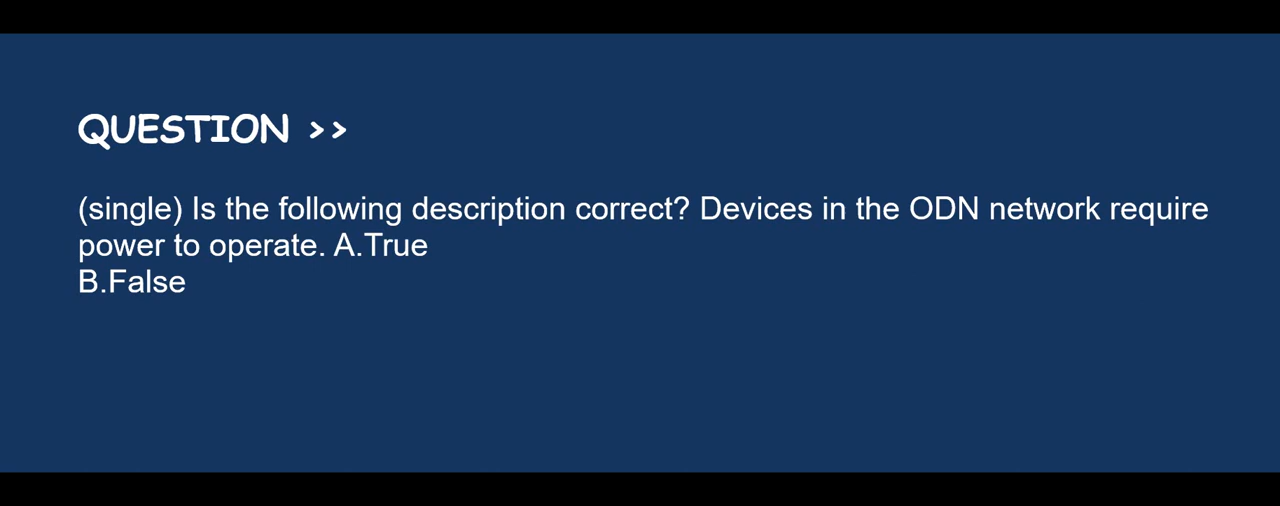 QUESTION >>
(single) Is the following description correct? Devices in the ODN network require
power to operate. A.True
B.False